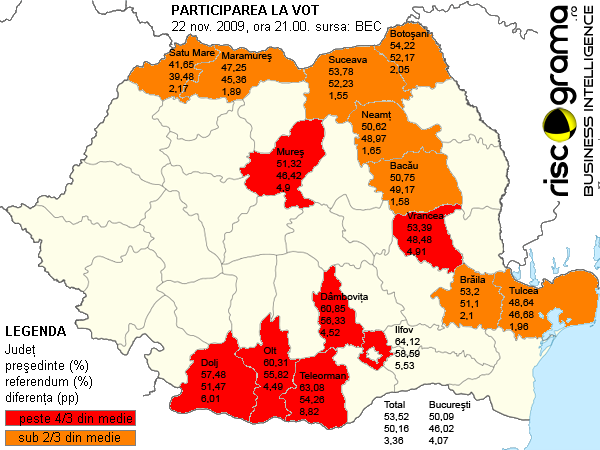 PARTICIPAREA LA VOT
22 nov. 2009, ora 21.00. sursa: BEC
riscograma.ro
BUSINESS INTELLIGENCE
Botoşani
54,22
52,17
2,05
Satu Mare
41,65
39,48
2,17
Maramureş
47,25
45,36
1,89
Suceava
53,78
52,23
1,55
Neamţ
50,62
48,97
1,65
Mureş
51,32
46,42
4,9
Bacău
50,75
49,17
1,58
Vrancea
53,39
48,48
4,91
Brăila
53,2
51,1
2,1
Tulcea
48,64
46,68
1,96
Dâmboviţa
60,85
56,33
4,52
Ilfov
64,12
58,59
5,53
Dolj
57,48
51,47
6,01
Olt
60,31
55,82
4,49
Teleorman
63,08
54,26
8,82
LEGENDA
Judeţ
preşedinte (%)
referendum (%)
diferenţa (pp)
peste 4/3 din medie
sub 2/3 din medie
Total
53,52
50,16
3,36
Bucureşti
50,09
46,02
4,07